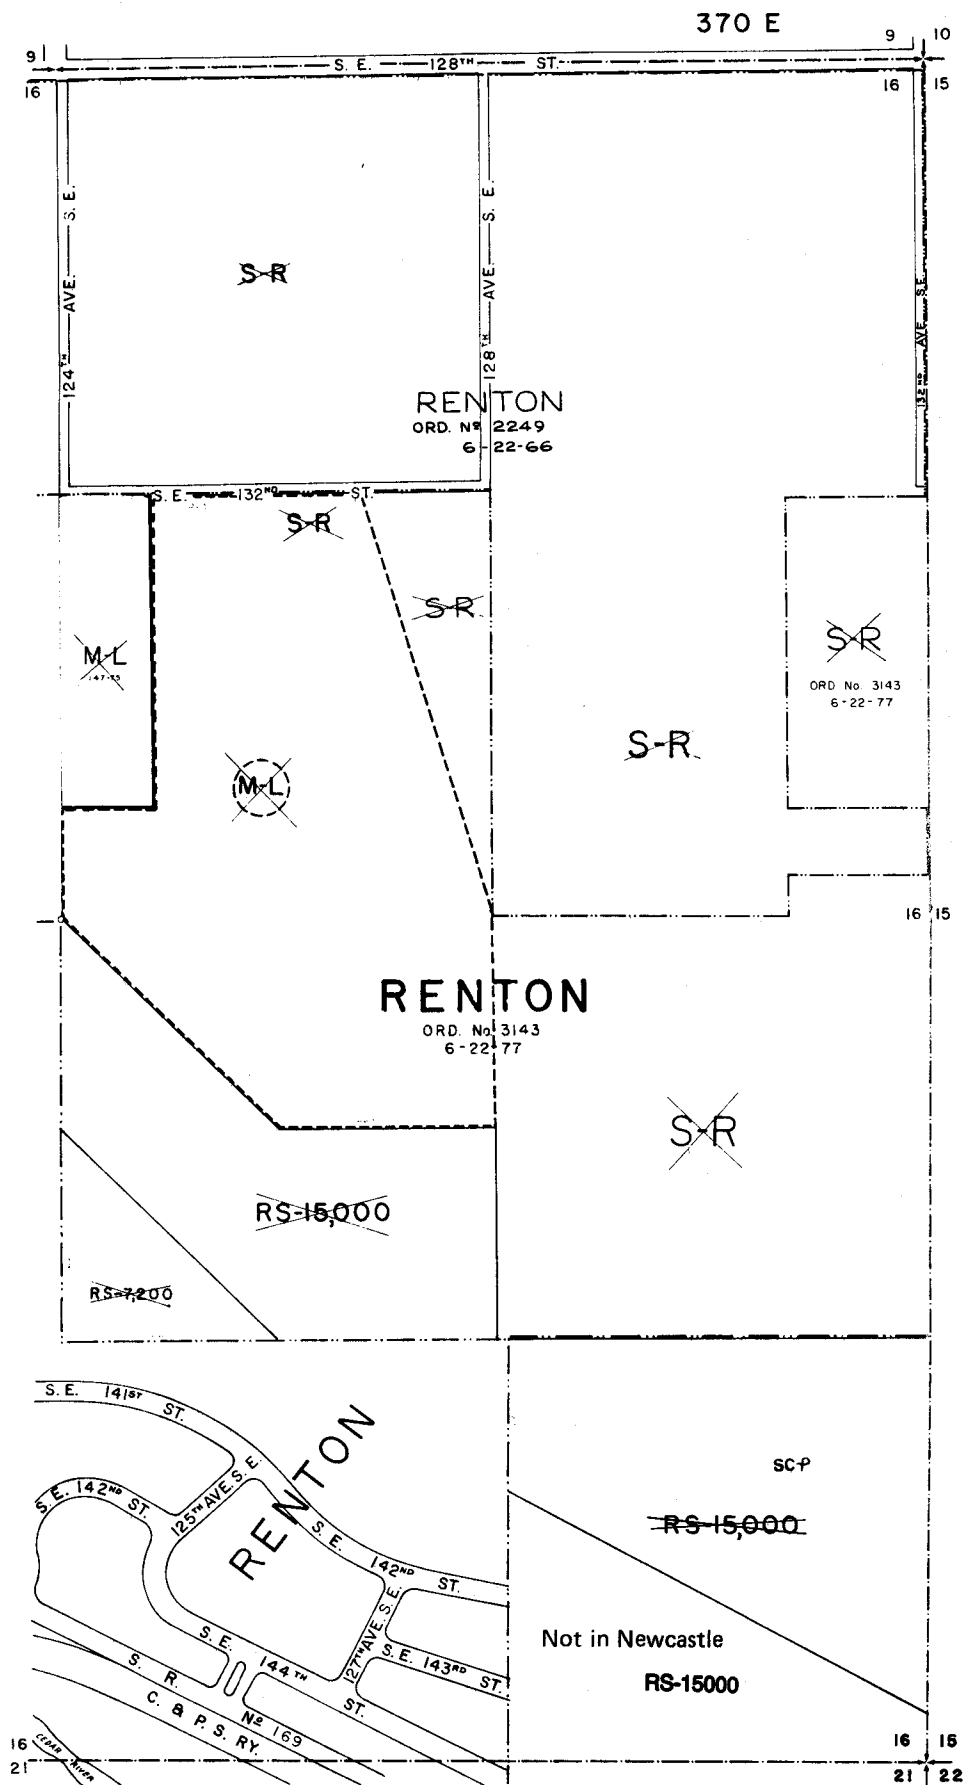 370 E
9
9
10
S. E. 128TH ST.
16
16
15
124TH AVE. S. E.
128TH AVE. S. E.
132ND AVE S.E.
S-R
RENTON
ORD. Nº 2249
6-22-66
S. E. 132ND ST.
S-R
S-R
M-L
147-75
S-R
ORD No. 3143
6-22-77
S-R
M-L
16
15
RENTON
ORD. No. 3143
6-22-77
S-R
RS-15,000
RS-7,200
S. E. 141ST ST.
RENTON
SC-P
S. E. 142ND ST.
125TH AVE. S. E.
RS-15,000
S. E. 142ND ST.
Not in Newcastle
127TH AVE. S. E.
S. E. 143RD ST.
RS-15000
S. E. 144TH ST.
S. R. Nº 169
C. & P. S. RY.
CEDAR RIVER
16
21
16
15
21
22